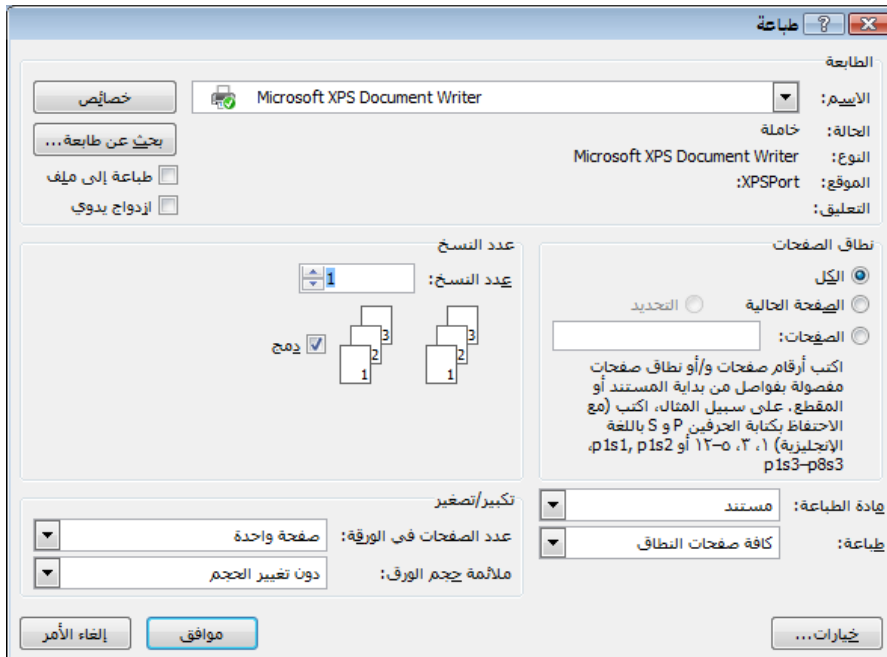 طباعة
الطابعة
الاسم: Microsoft XPS Document Writer خصائص
الحالة: خاملة
بحث عن طابعة...
النوع: Microsoft XPS Document Writer
الموقع: XPSPort:
طباعة إلى ملف
التعليق:
ازدواج يدوي
نطاق الصفحات
الكل
الصفحة الحالية التحديد
الصفحات:
اكتب أرقام صفحات و/أو نطاق صفحات
مفصولة بفواصل من بداية المستند أو
المقطع. على سبيل المثال، اكتب (مع
الاحتفاظ بكتابة الحرفين P و S باللغة
الإنجليزية) ١، ٣، ٥–١٢ أو p1s1, p1s2،
p1s3–p8s3
عدد النسخ
عدد النسخ: 1
3 3
2 2
1 1
دمج
مادة الطباعة: مستند
طباعة: كافة صفحات النطاق
تكبير/تصغير
عدد الصفحات في الورقة: صفحة واحدة
ملائمة حجم الورق: دون تغيير الحجم
خيارات... موافق إلغاء الأمر